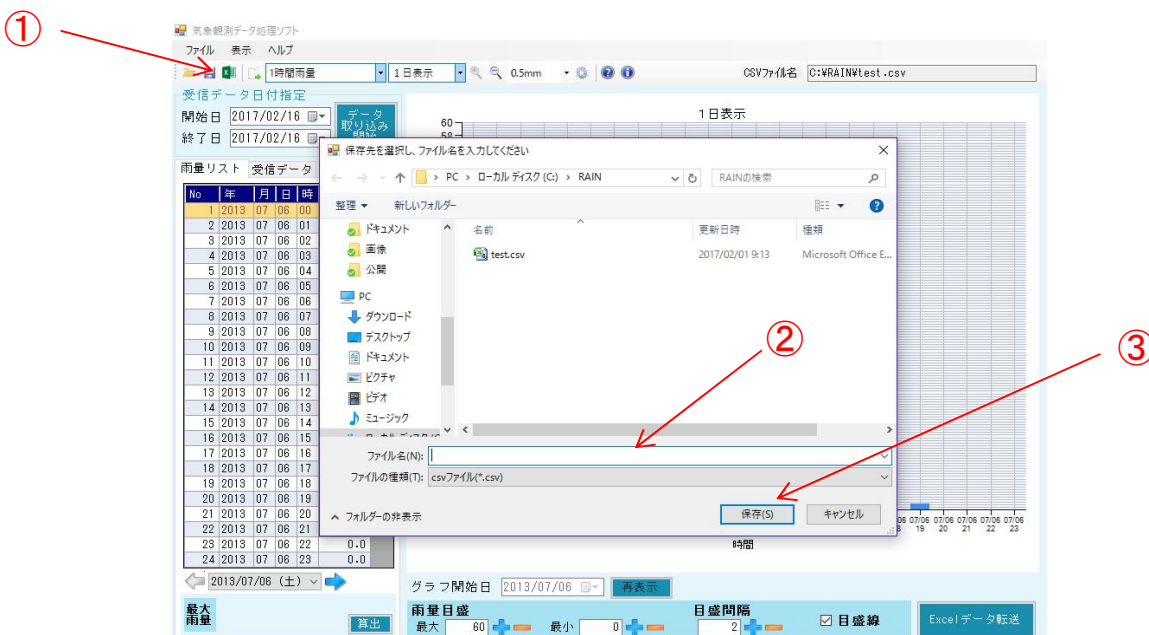 ①
気象観測データ処理ソフト
ファイル 表示 ヘルプ
1時間雨量 1日表示 0.5mm CSVファイル名 C:¥RAIN¥test.csv
受信データ日付指定
開始日 2017/02/16
終了日 2017/02/16
データ
取り込み
開始
雨量リスト 受信データ
No 年 月 日 時
1 2013 07 06 00
2 2013 07 06 01
3 2013 07 06 02
4 2013 07 06 03
5 2013 07 06 04
6 2013 07 06 05
7 2013 07 06 06
8 2013 07 06 07
9 2013 07 06 08
10 2013 07 06 09
11 2013 07 06 10
12 2013 07 06 11
13 2013 07 06 12
14 2013 07 06 13
15 2013 07 06 14
16 2013 07 06 15
17 2013 07 06 16
18 2013 07 06 17
19 2013 07 06 18
20 2013 07 06 19
21 2013 07 06 20
22 2013 07 06 21
23 2013 07 06 22 0.0
24 2013 07 06 23 0.0
2013/07/06 (土)
最大
雨量
算出
1日表示
60
58
保存先を選択し、ファイル名を入力してください
PC › ローカル ディスク (C:) › RAIN
RAINの検索
整理 新しいフォルダー
ドキュメント
画像
公開
PC
ダウンロード
デスクトップ
ドキュメント
ピクチャ
ビデオ
ミュージック
名前 更新日時 種類
test.csv 2017/02/01 9:13 Microsoft Office E...
②
③
ファイル名(N):
ファイルの種類(T): csvファイル(*.csv)
フォルダーの非表示
保存(S) キャンセル
07/06 07/06 07/06 07/06 07/06
19 20 21 22 23
時間
グラフ開始日 2013/07/06 再表示
雨量目盛
最大 60 最小 0
目盛間隔
2
目盛線
Excelデータ転送